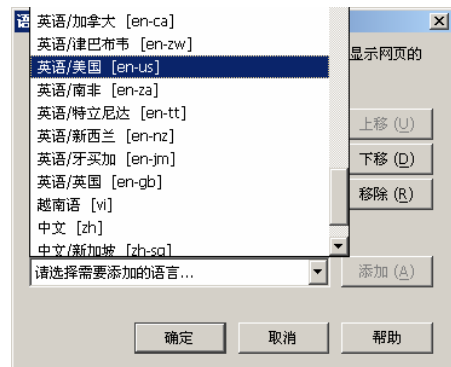 语
英语/加拿大 [en-ca]
英语/津巴布韦 [en-zw]
显示网页的
英语/美国 [en-us]
英语/南非 [en-za]
英语/特立尼达 [en-tt]
上移 (U)
英语/新西兰 [en-nz]
英语/牙买加 [en-jm]
下移 (D)
英语/英国 [en-gb]
移除 (R)
越南语 [vi]
中文 [zh]
中文/新加坡 [zh-sg]
请选择需要添加的语言...
添加 (A)
确定
取消
帮助